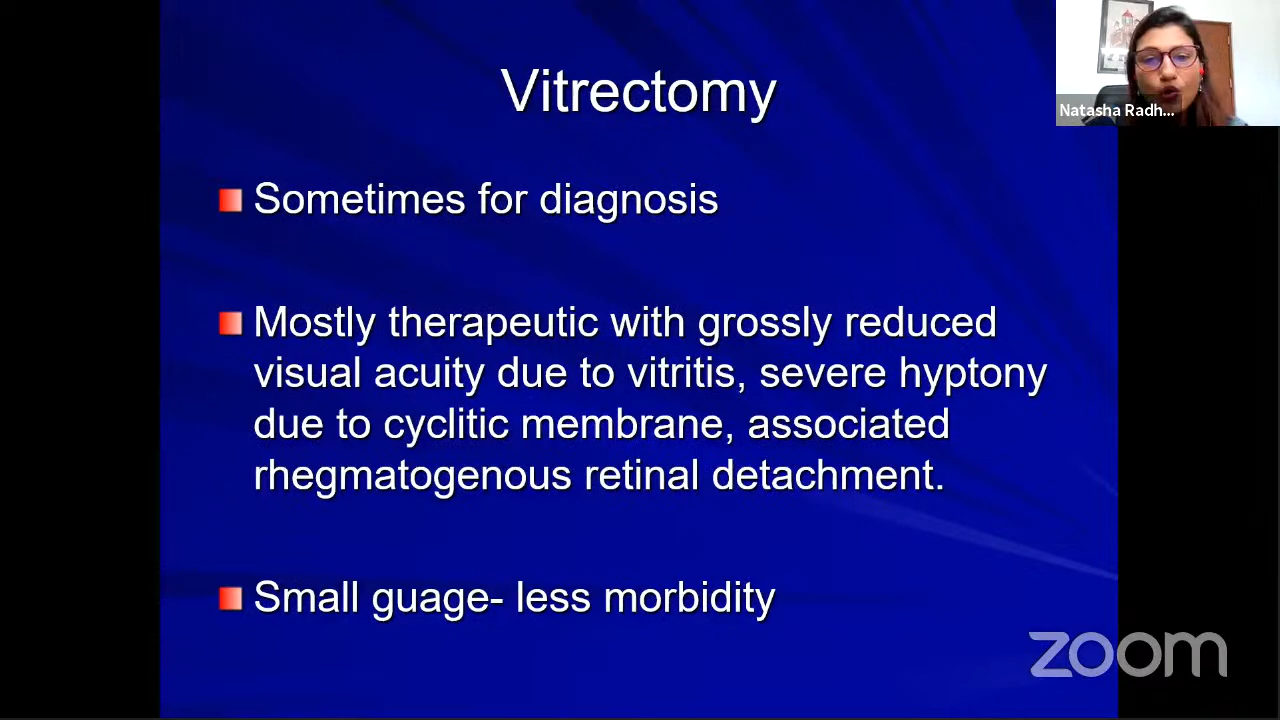 Vitrectomy
Natasha Radh...
Sometimes for diagnosis
Mostly therapeutic with grossly reduced
visual acuity due to vitritis, severe hyptony
due to cyclitic membrane, associated
rhegmatogenous retinal detachment.
Small guage- less morbidity
zoom